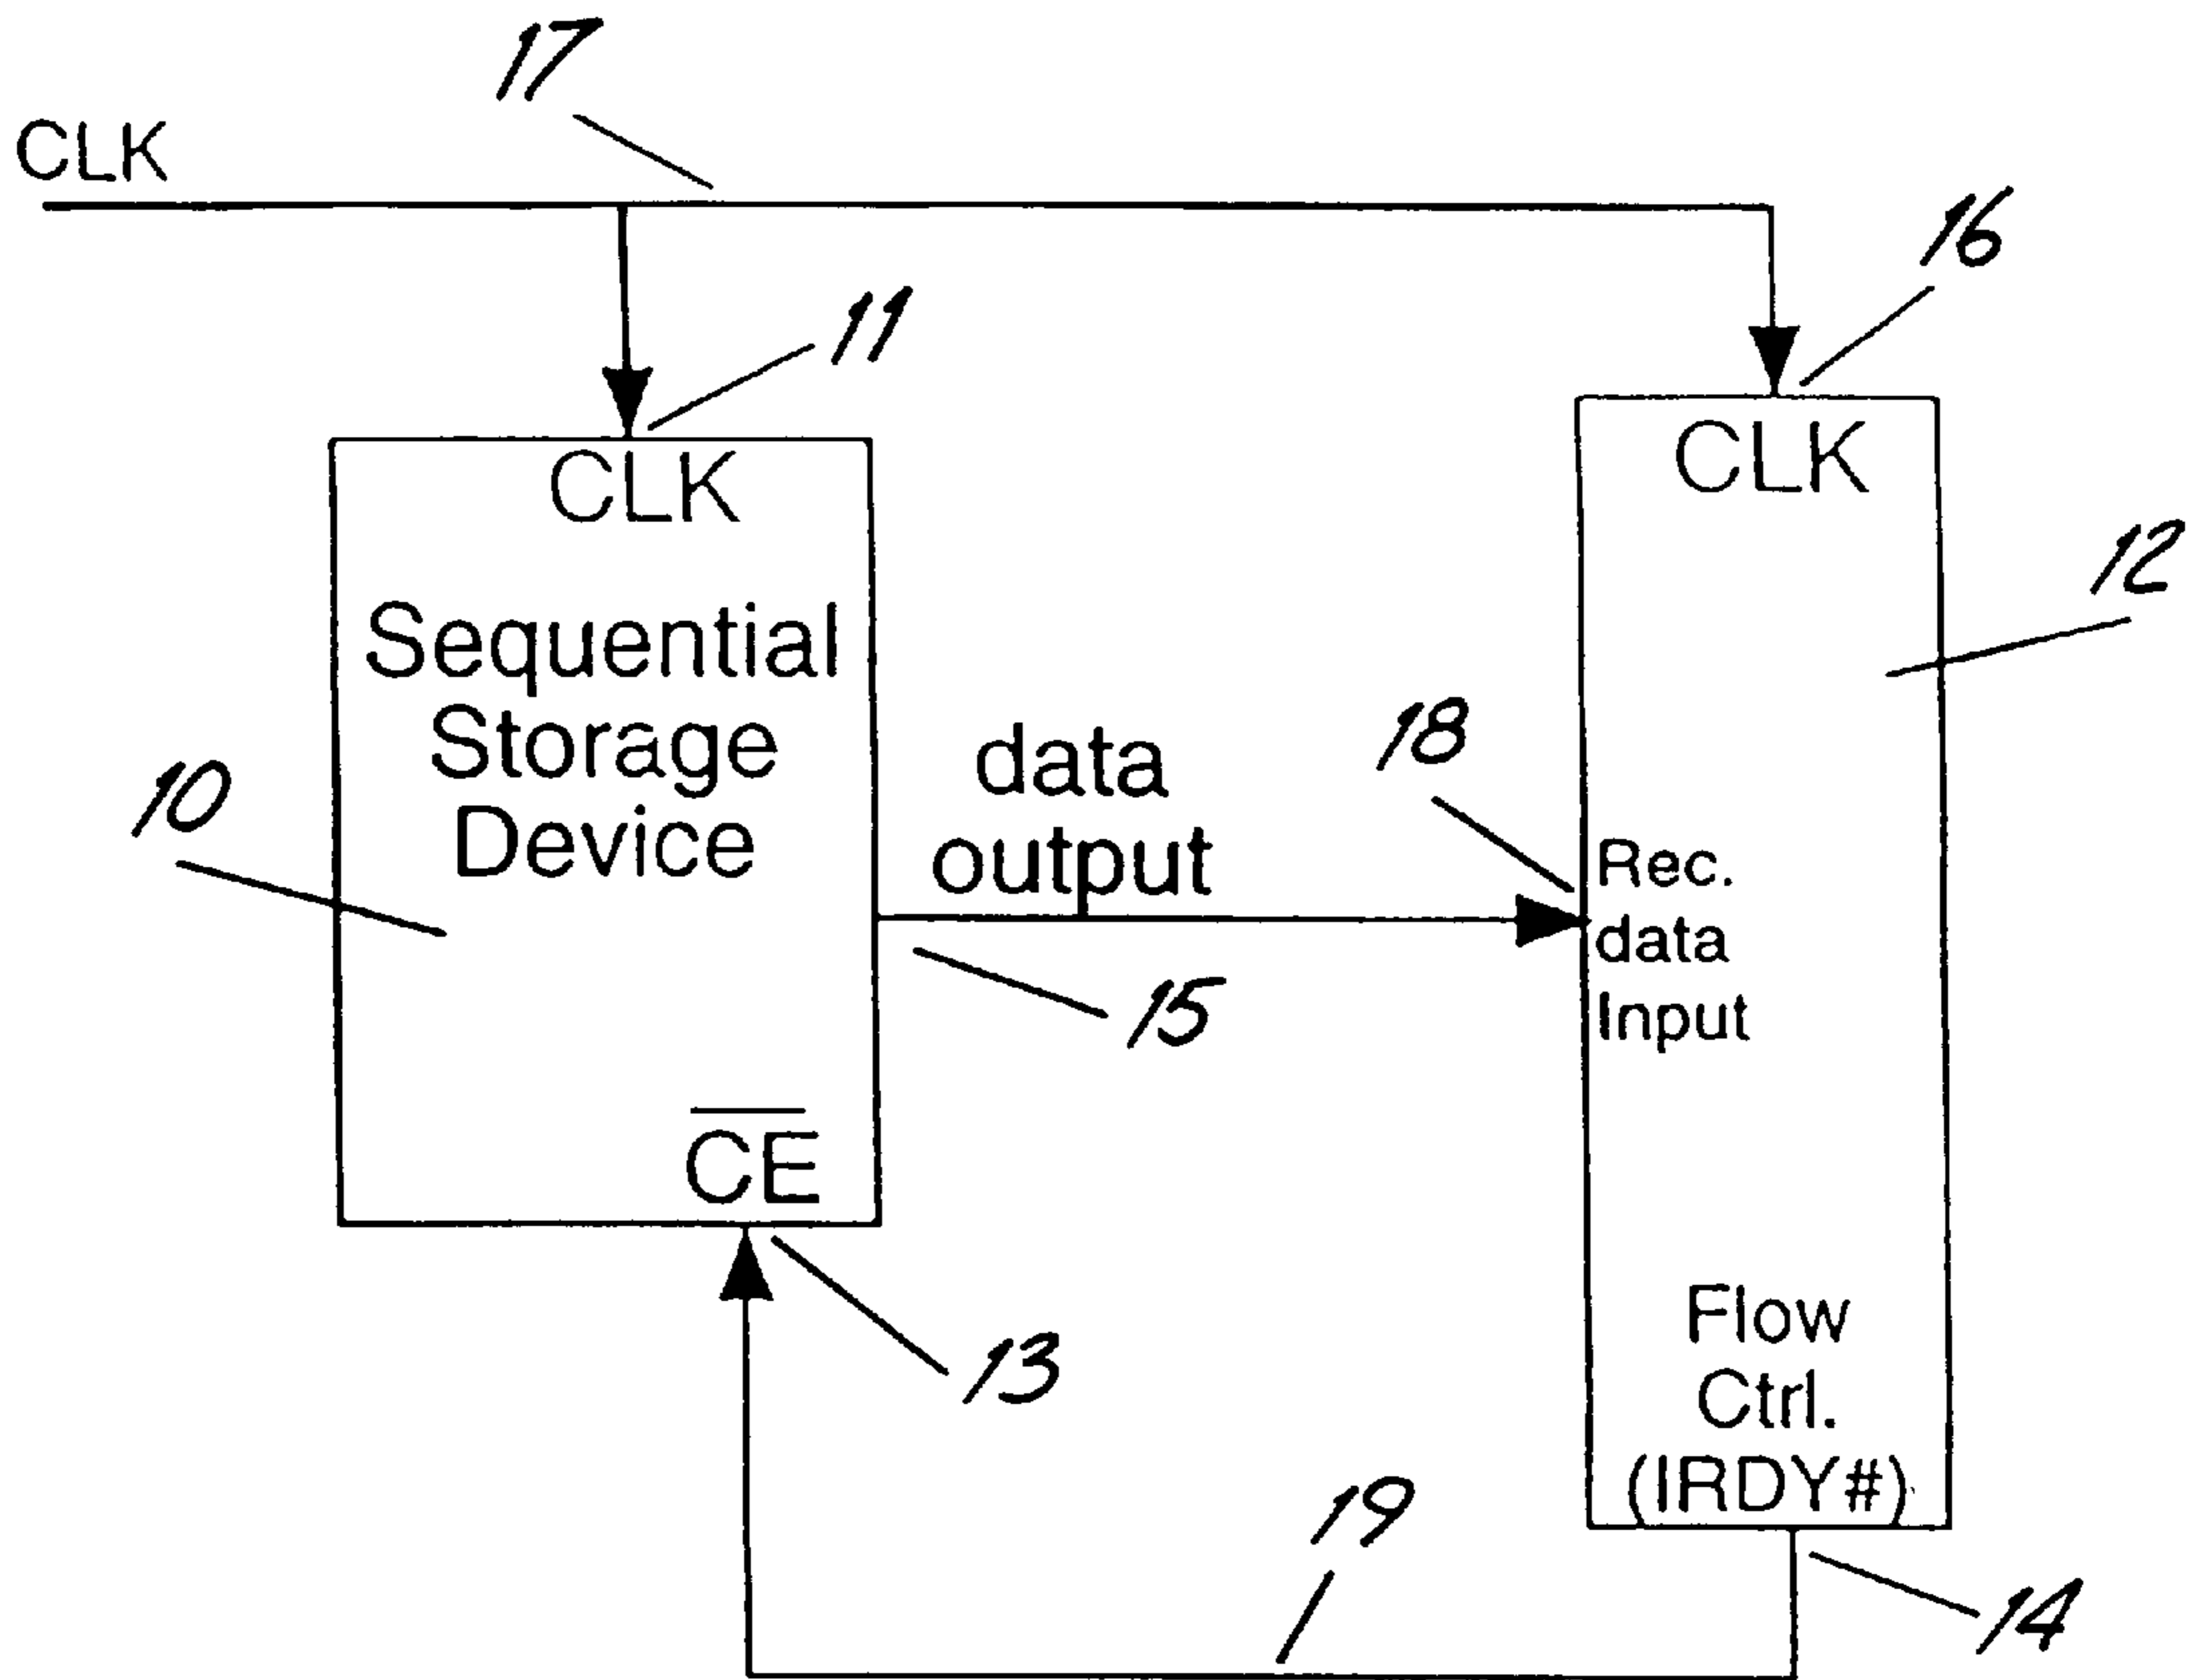 17
CLK
16
11
CLK
CLK
12
Sequential
Storage
Device
10
data
output
18
Rec.
data
Input
15
C̅E̅
13
Flow
Ctrl.
(IRDY#)
19
14